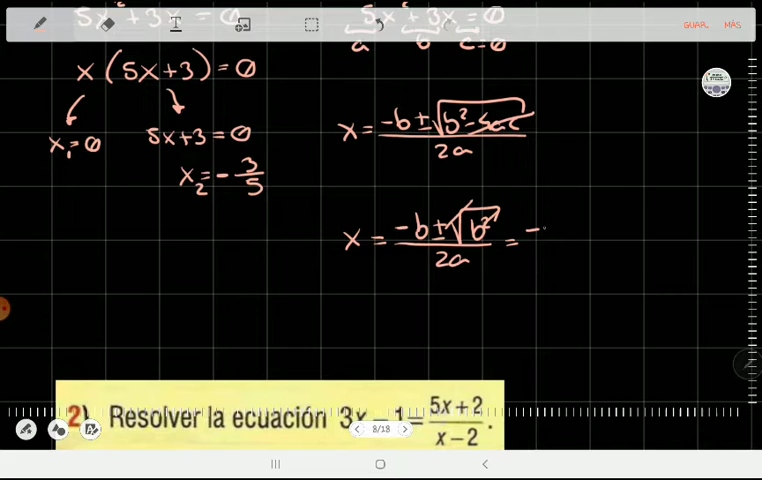 5x² + 3x = 0
x (5x+3) = 0
x₁ = 0
5x+3 = 0
x₂ = - 3/5
5x² + 3x = 0
a b c=0
x = (-b ± √(b² - 4ac)) / 2a
x = (-b ± √b²) / 2a = -
GUAR. MÁS
2) Resolver la ecuación 3x – 1 = (5x + 2)/(x – 2).
8/18